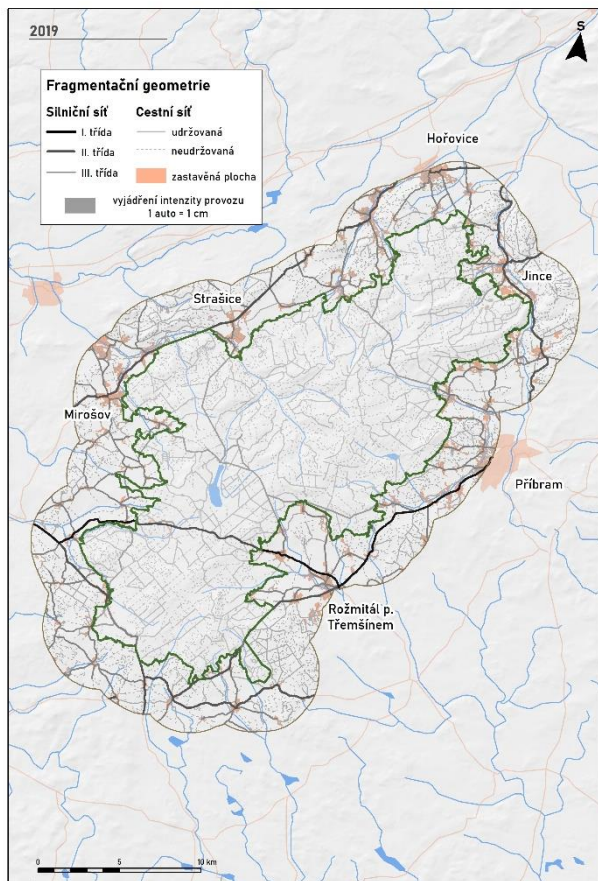 2019
S
Fragmentační geometrie
Silniční síť
Cestní síť
I. třída
udržovaná
II. třída
neudržovaná
III. třída
zastavěná plocha
vyjádření intenzity provozu
1 auto = 1 cm
Hořovice
Jince
Strašice
Mirošov
Příbram
Rožmitál p.
Třemšínem
0
5
10 km